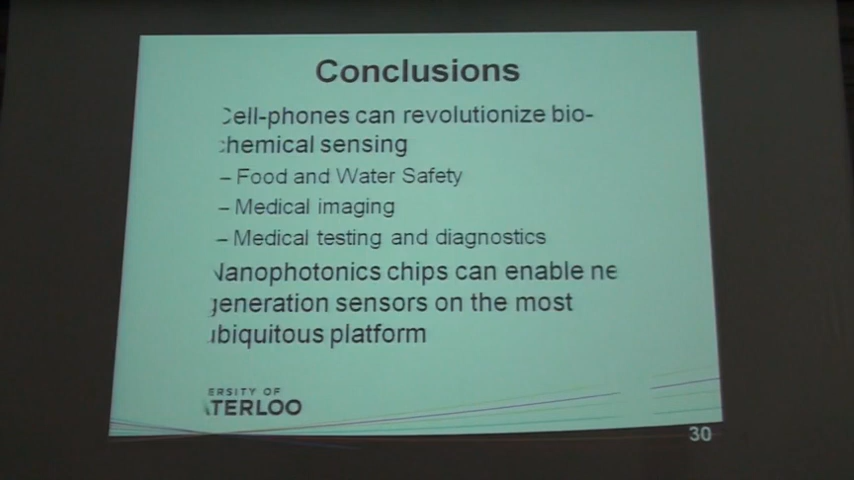 Conclusions
Cell-phones can revolutionize bio-
chemical sensing
– Food and Water Safety
– Medical imaging
– Medical testing and diagnostics
Nanophotonics chips can enable ne
generation sensors on the most
ubiquitous platform
ERSITY OF
TERLOO
30